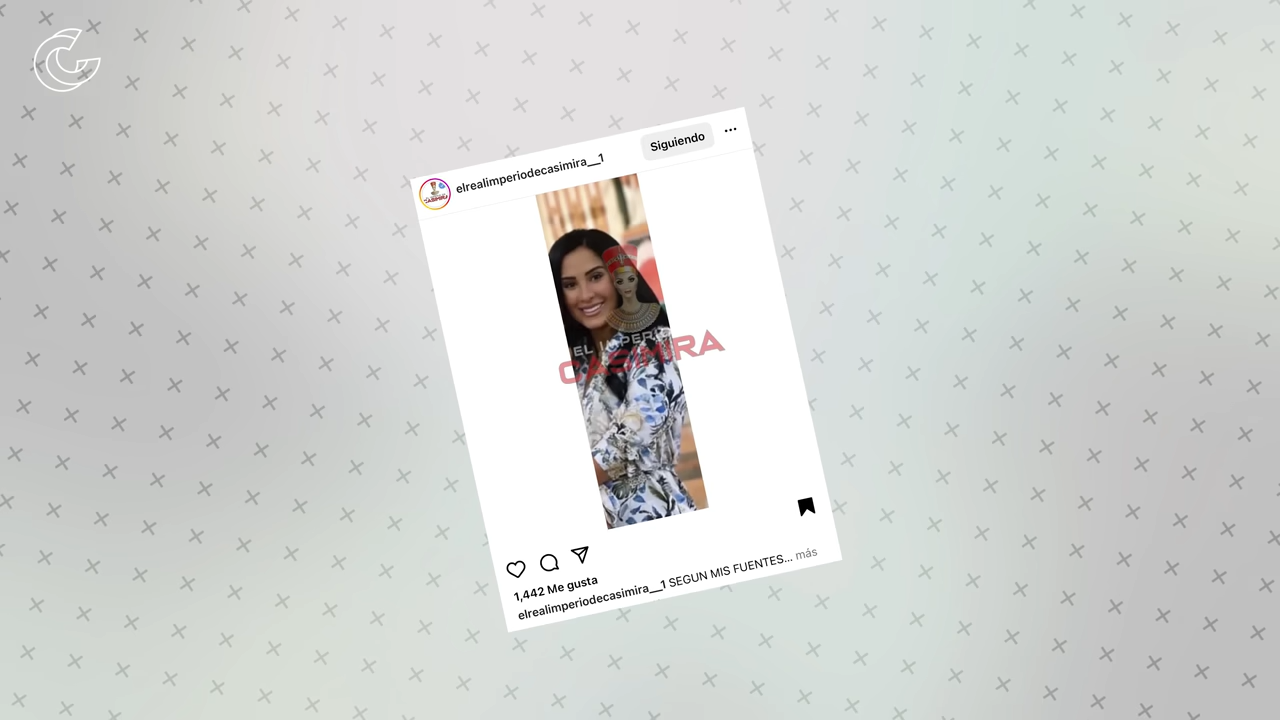 elrealimperiodecasimira__1
Siguiendo
EL IMPERIO
CASIMIRA
1,442 Me gusta
elrealimperiodecasimira__1 SEGUN MIS FUENTES... más